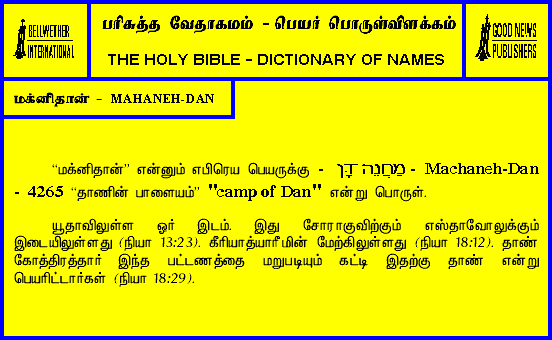 BELLWETHER
INTERNATIONAL
பரிசுத்த வேதாகமம் - பெயர் பொருள்விளக்கம்
THE HOLY BIBLE - DICTIONARY OF NAMES
GOOD NEWS
PUBLISHERS
மக்னிதான் - MAHANEH-DAN
“மக்னிதான்” என்னும் எபிரெய பெயருக்கு - מַחֲנֵה דָּן - Machaneh-Dan
- 4265 “தாணின் பாளையம்” "camp of Dan" என்று பொருள்.
யூதாவிலுள்ள ஓர் இடம். இது சோராகுவிற்கும் எஸ்தாவோலுக்கும்
இடையிலுள்ளது (நியா 13:23). கீரியாத்யாரீமின் மேற்கிலுள்ளது (நியா 18:12). தாண்
கோத்திரத்தார் இந்த பட்டணத்தை மறுபடியும் கட்டி இதற்கு தாண் என்று
பெயரிட்டார்கள் (நியா 18:29).